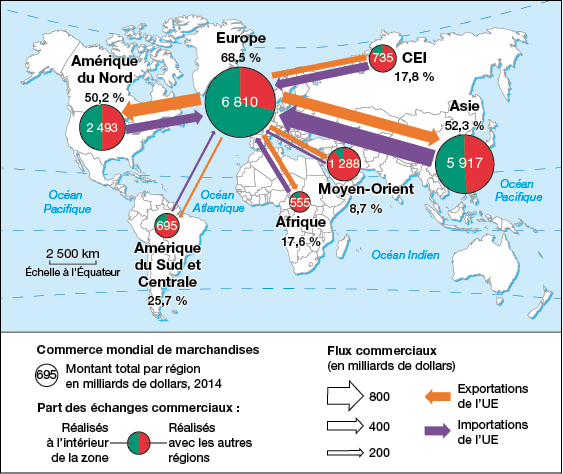 Europe
68,5 %
6 810
Amérique
du Nord
50,2 %
2 493
735
CEI
17,8 %
Asie
52,3 %
5 917
1 288
Moyen-Orient
8,7 %
555
Afrique
17,6 %
695
Amérique
du Sud et
Centrale
25,7 %
Océan
Pacifique
Océan
Atlantique
Océan
Pacifique
Océan Indien
2 500 km
Échelle à l'Équateur
Commerce mondial de marchandises
695
Montant total par région
en milliards de dollars, 2014
Part des échanges commerciaux :
Réalisés
à l'intérieur
de la zone
Réalisés
avec les autres
régions
Flux commerciaux
(en milliards de dollars)
800
400
200
Exportations
de l'UE
Importations
de l'UE